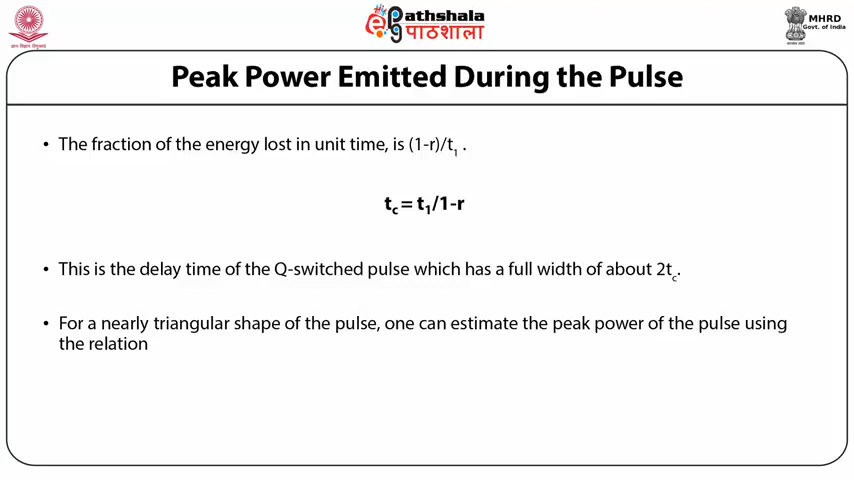 Pathshala
पाठशाला
MHRD
Govt. of India
Peak Power Emitted During the Pulse
• The fraction of the energy lost in unit time, is (1-r)/t1 .
tc = t1/1-r
• This is the delay time of the Q-switched pulse which has a full width of about 2tc.
• For a nearly triangular shape of the pulse, one can estimate the peak power of the pulse using
the relation